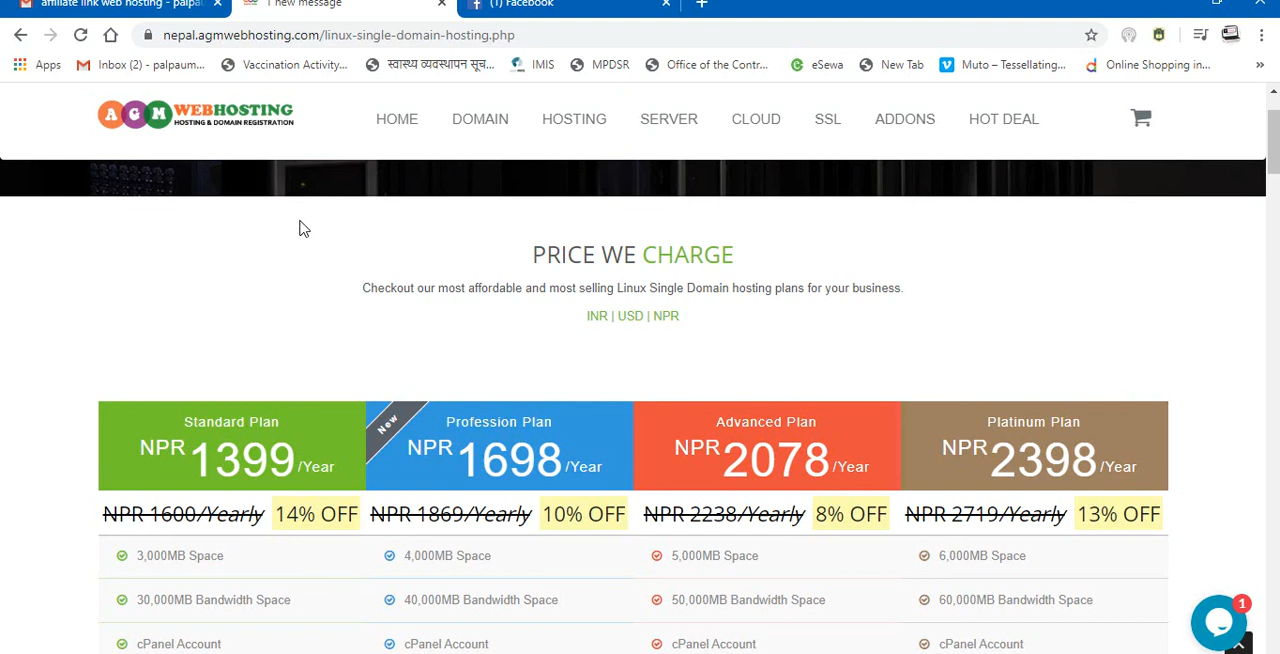 affiliate link web hosting - palpa
1 new message
(1) Facebook
nepal.agmwebhosting.com/linux-single-domain-hosting.php
Apps
Inbox (2) - palpaum...
Vaccination Activity...
स्वास्थ्य व्यवस्थापन सूच...
IMIS
MPDSR
Office of the Contr...
eSewa
New Tab
Muto – Tessellating...
Online Shopping in...
»
AGM WEBHOSTING
HOSTING & DOMAIN REGISTRATION
HOME
DOMAIN
HOSTING
SERVER
CLOUD
SSL
ADDONS
HOT DEAL
PRICE WE CHARGE
Checkout our most affordable and most selling Linux Single Domain hosting plans for your business.
INR | USD | NPR
Standard Plan
NPR 1399/Year
NPR 1600/Yearly 14% OFF
3,000MB Space
30,000MB Bandwidth Space
cPanel Account
New
Profession Plan
NPR 1698/Year
NPR 1869/Yearly 10% OFF
4,000MB Space
40,000MB Bandwidth Space
cPanel Account
Advanced Plan
NPR 2078/Year
NPR 2238/Yearly 8% OFF
5,000MB Space
50,000MB Bandwidth Space
cPanel Account
Platinum Plan
NPR 2398/Year
NPR 2719/Yearly 13% OFF
6,000MB Space
60,000MB Bandwidth Space
cPanel Account
1